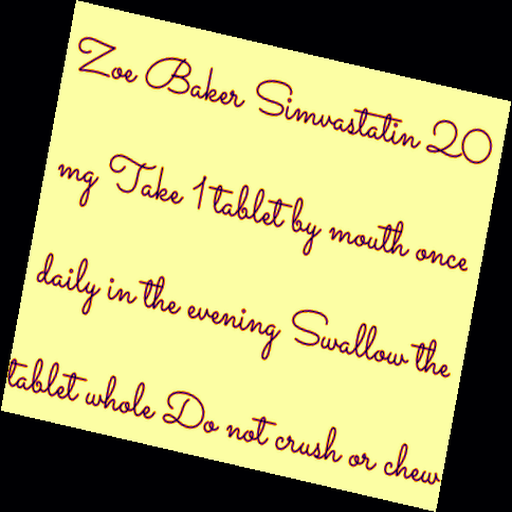 Zoe Baker Simvastatin 20
mg Take 1 tablet by mouth once
daily in the evening Swallow the
tablet whole Do not crush or chew